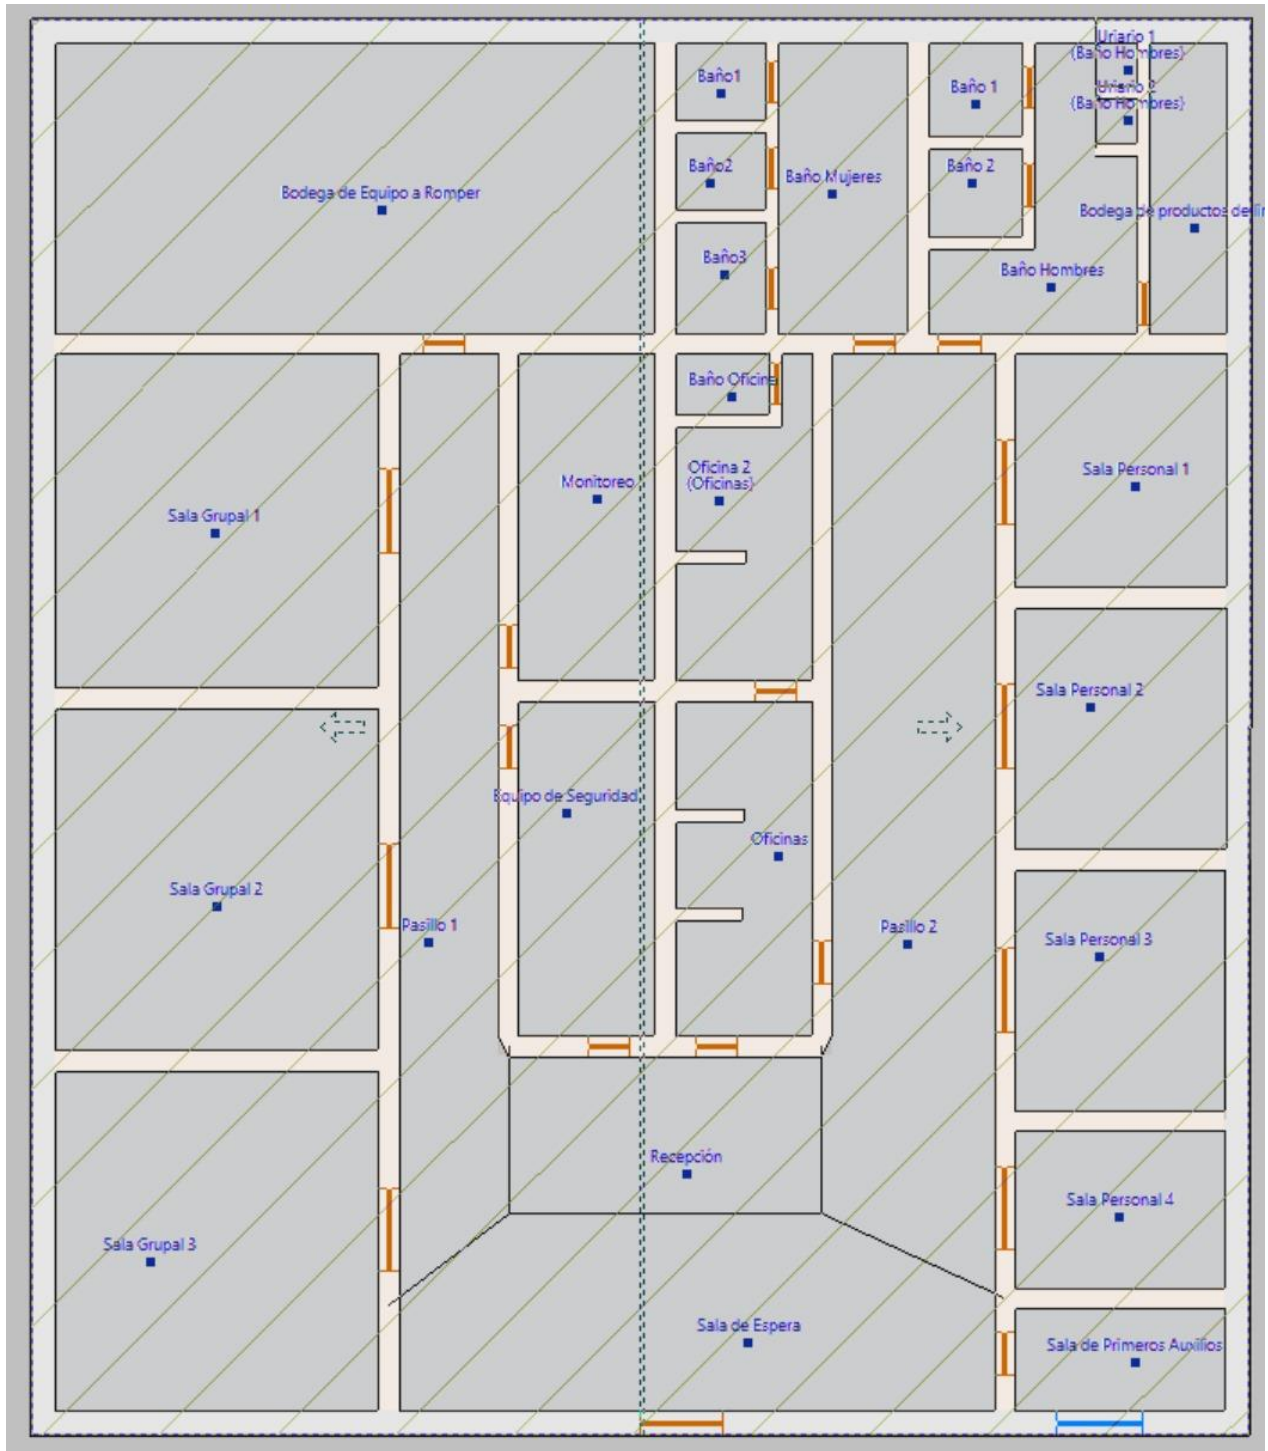 Uriario 1
(Baño Hombres)
Baño1
Baño 1
Uriario 2
(Baño Hombres)
Baño2
Baño Mujeres
Baño 2
Bodega de Equipo a Romper
Bodega de productos de
Baño3
Baño Hombres
Baño Oficina
Oficina 2
(Oficinas)
Monitoreo
Sala Personal 1
Sala Grupal 1
Sala Personal 2
Equipo de Seguridad
Oficinas
Sala Grupal 2
Pasillo 1
Pasillo 2
Sala Personal 3
Recepción
Sala Personal 4
Sala Grupal 3
Sala de Espera
Sala de Primeros Auxilios